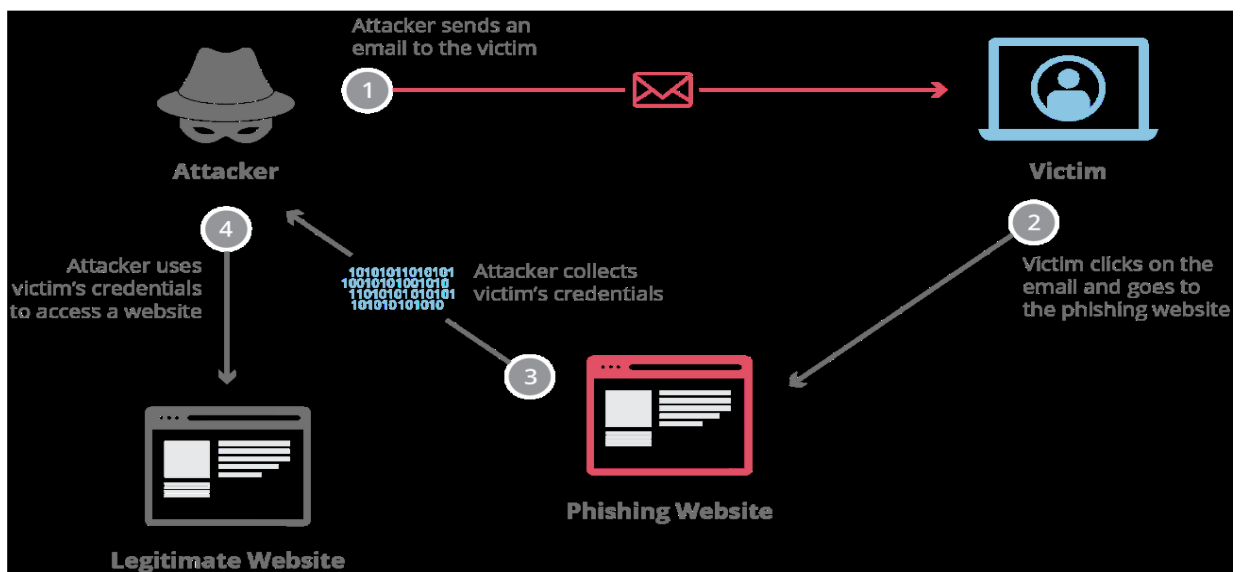 Attacker sends an
email to the victim
1
Attacker
Victim
2
Victim clicks on the
email and goes to
the phishing website
3
Attacker collects
victim's credentials
10101011010101
10010101001010
11010101010101
101010101010
4
Attacker uses
victim's credentials
to access a website
Phishing Website
Legitimate Website